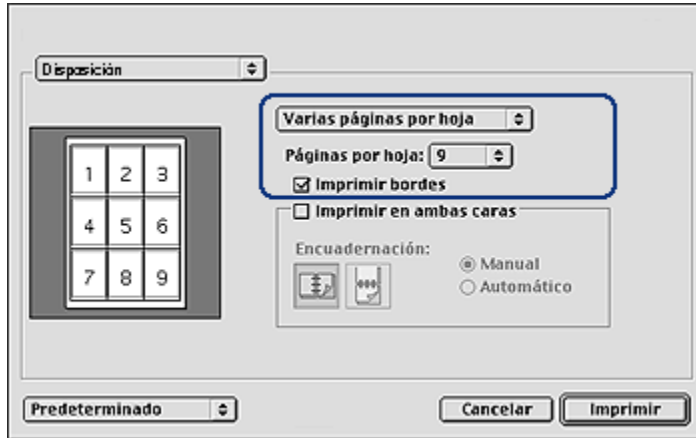 Disposición
Varias páginas por hoja
Páginas por hoja: 9
Imprimir bordes
1 2 3
4 5 6
7 8 9
Imprimir en ambas caras
Encuadernación:
Manual
Automático
Predeterminado
Cancelar
Imprimir